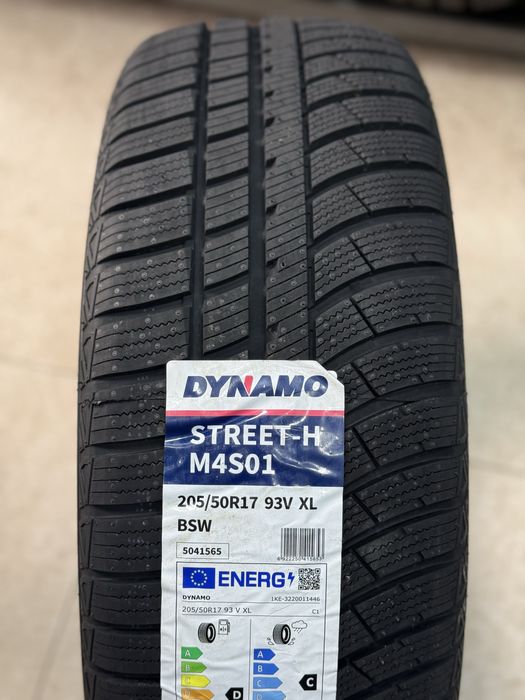 DYNAMO
STREET-H
M4S01
205/50R17 93V XL
BSW
5041565
ENERG
DYNAMO
1KE-3220011446
205/50R17 93 V XL
C1
A
B
C
D
A
B
C
C